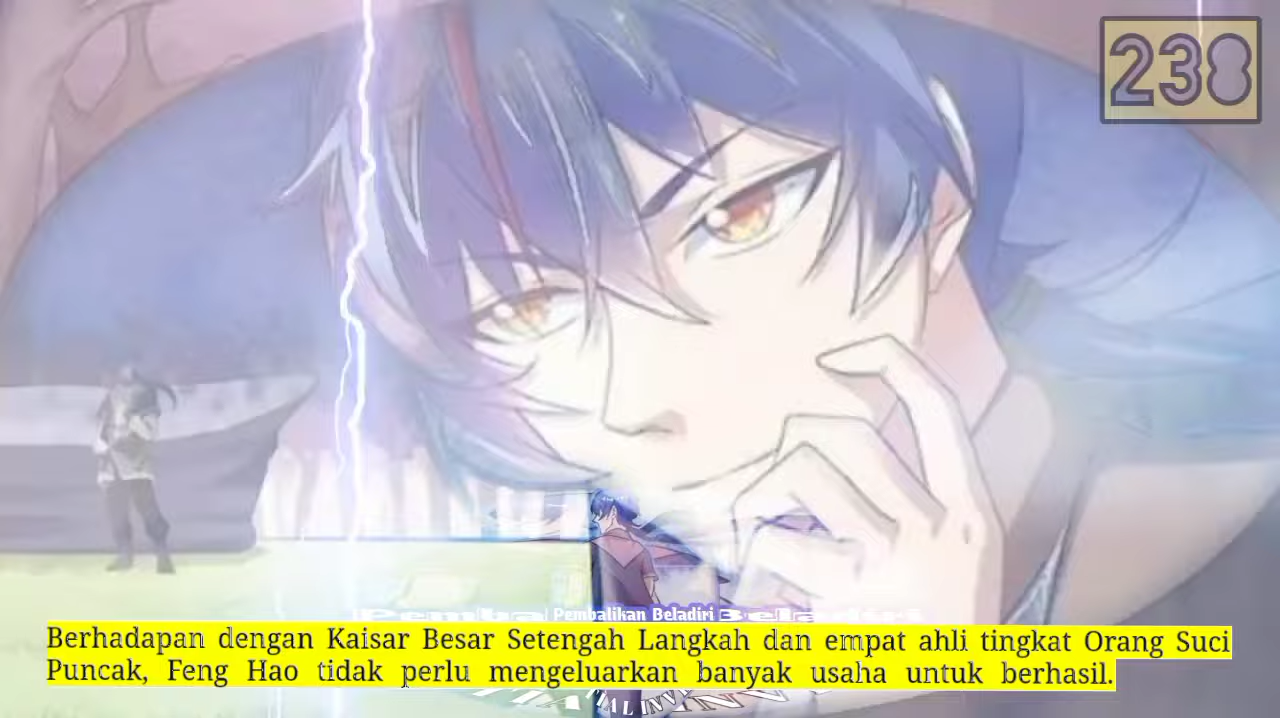 238
Pembalikan Beladiri
Berhadapan dengan Kaisar Besar Setengah Langkah dan empat ahli tingkat Orang Suci
Puncak, Feng Hao tidak perlu mengeluarkan banyak usaha untuk berhasil.